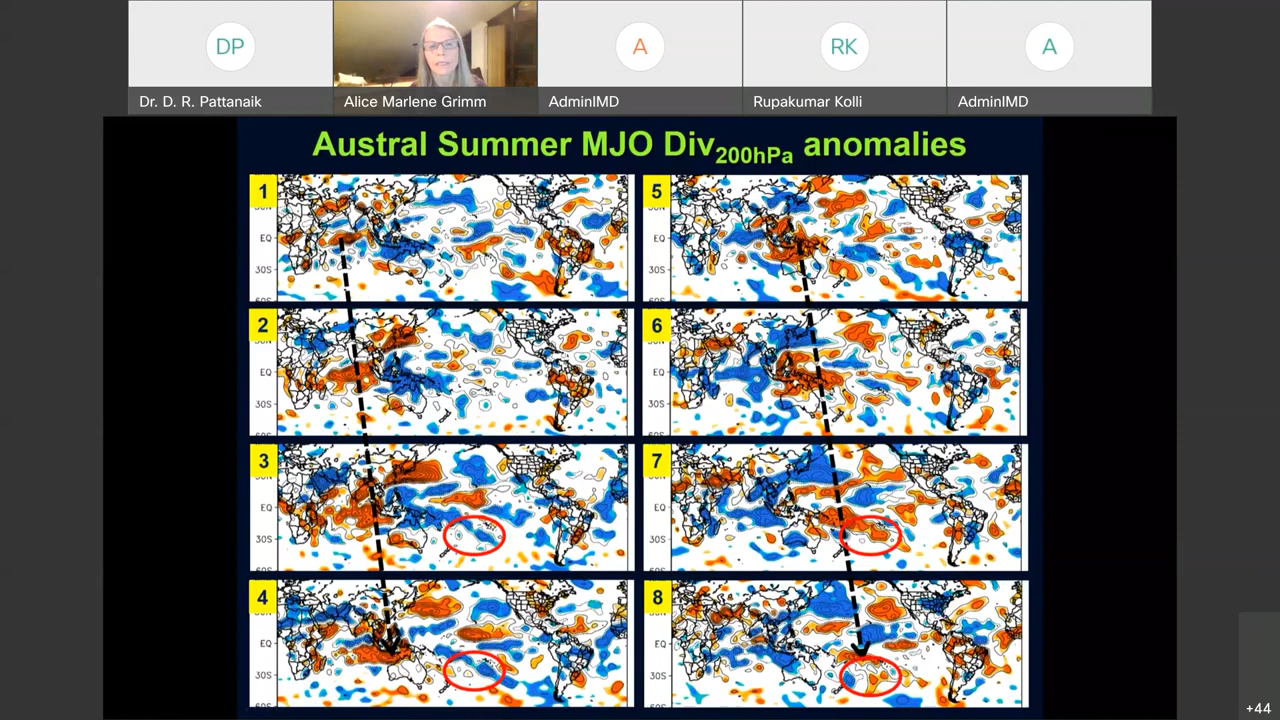 DP
A
RK
A
Dr. D. R. Pattanaik
Alice Marlene Grimm
AdminIMD
Rupakumar Kolli
AdminIMD
Austral Summer MJO Div200hPa anomalies
1
EQ
30S
5
EQ
30S
2
EQ
30S
6
EQ
30S
3
EQ
30S
7
EQ
30S
4
EQ
30S
8
EQ
30S
+44